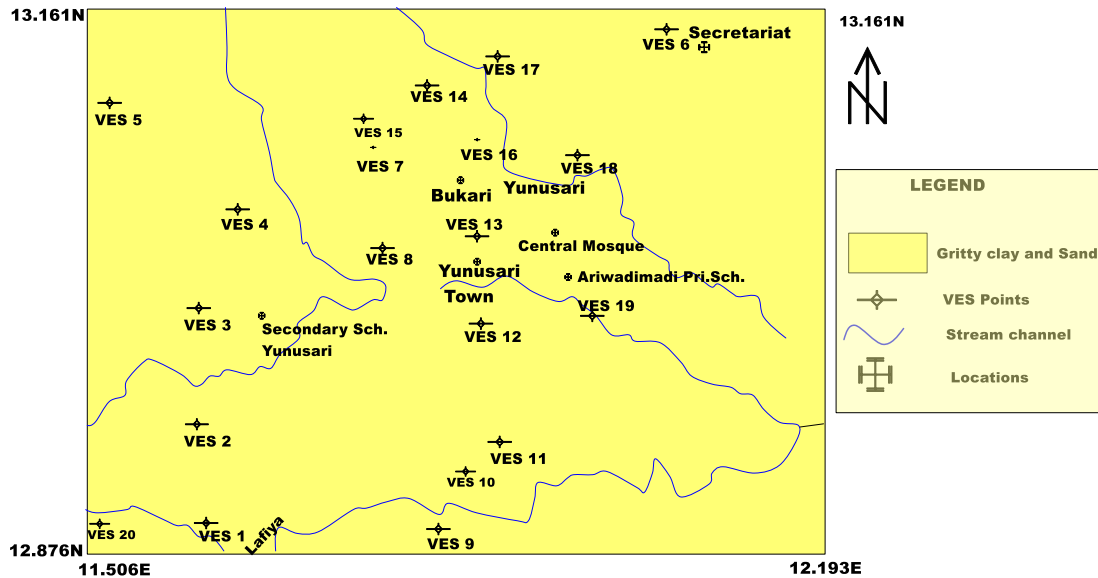 13.161N
13.161N
VES 6
Secretariat
VES 17
VES 14
VES 5
VES 15
VES 16
VES 7
VES 18
Bukari
Yunusari
VES 4
VES 13
Central Mosque
VES 8
Yunusari
Town
Ariwadimadi Pri.Sch.
VES 3
VES 19
Secondary Sch.
Yunusari
VES 12
VES 2
VES 11
VES 10
VES 20
VES 1
Lafiya
VES 9
12.876N
11.506E
12.193E
N
LEGEND
Gritty clay and Sand
VES Points
Stream channel
Locations